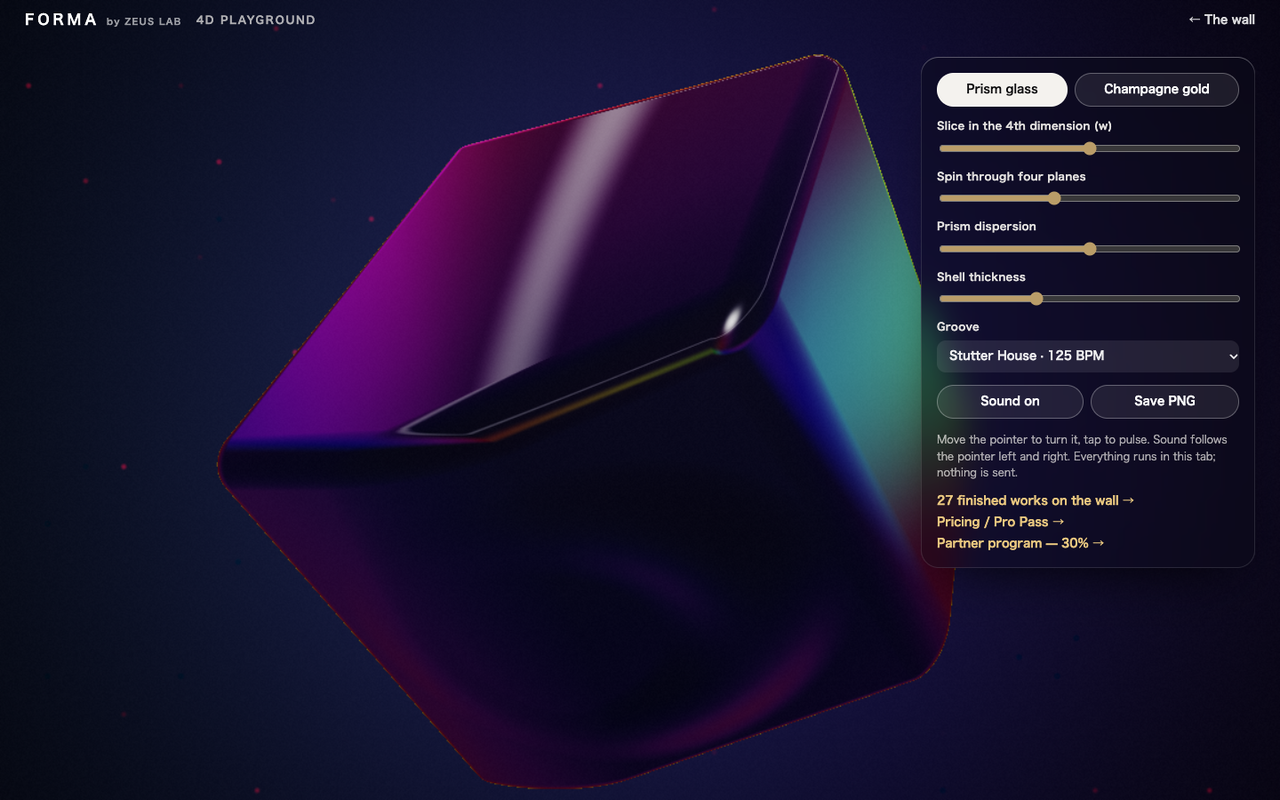 FORMA by ZEUS LAB 4D PLAYGROUND
← The wall
Prism glass
Champagne gold
Slice in the 4th dimension (w)
Spin through four planes
Prism dispersion
Shell thickness
Groove
Stutter House · 125 BPM
Sound on
Save PNG
Move the pointer to turn it, tap to pulse. Sound follows
the pointer left and right. Everything runs in this tab;
nothing is sent.
27 finished works on the wall →
Pricing / Pro Pass →
Partner program — 30% →